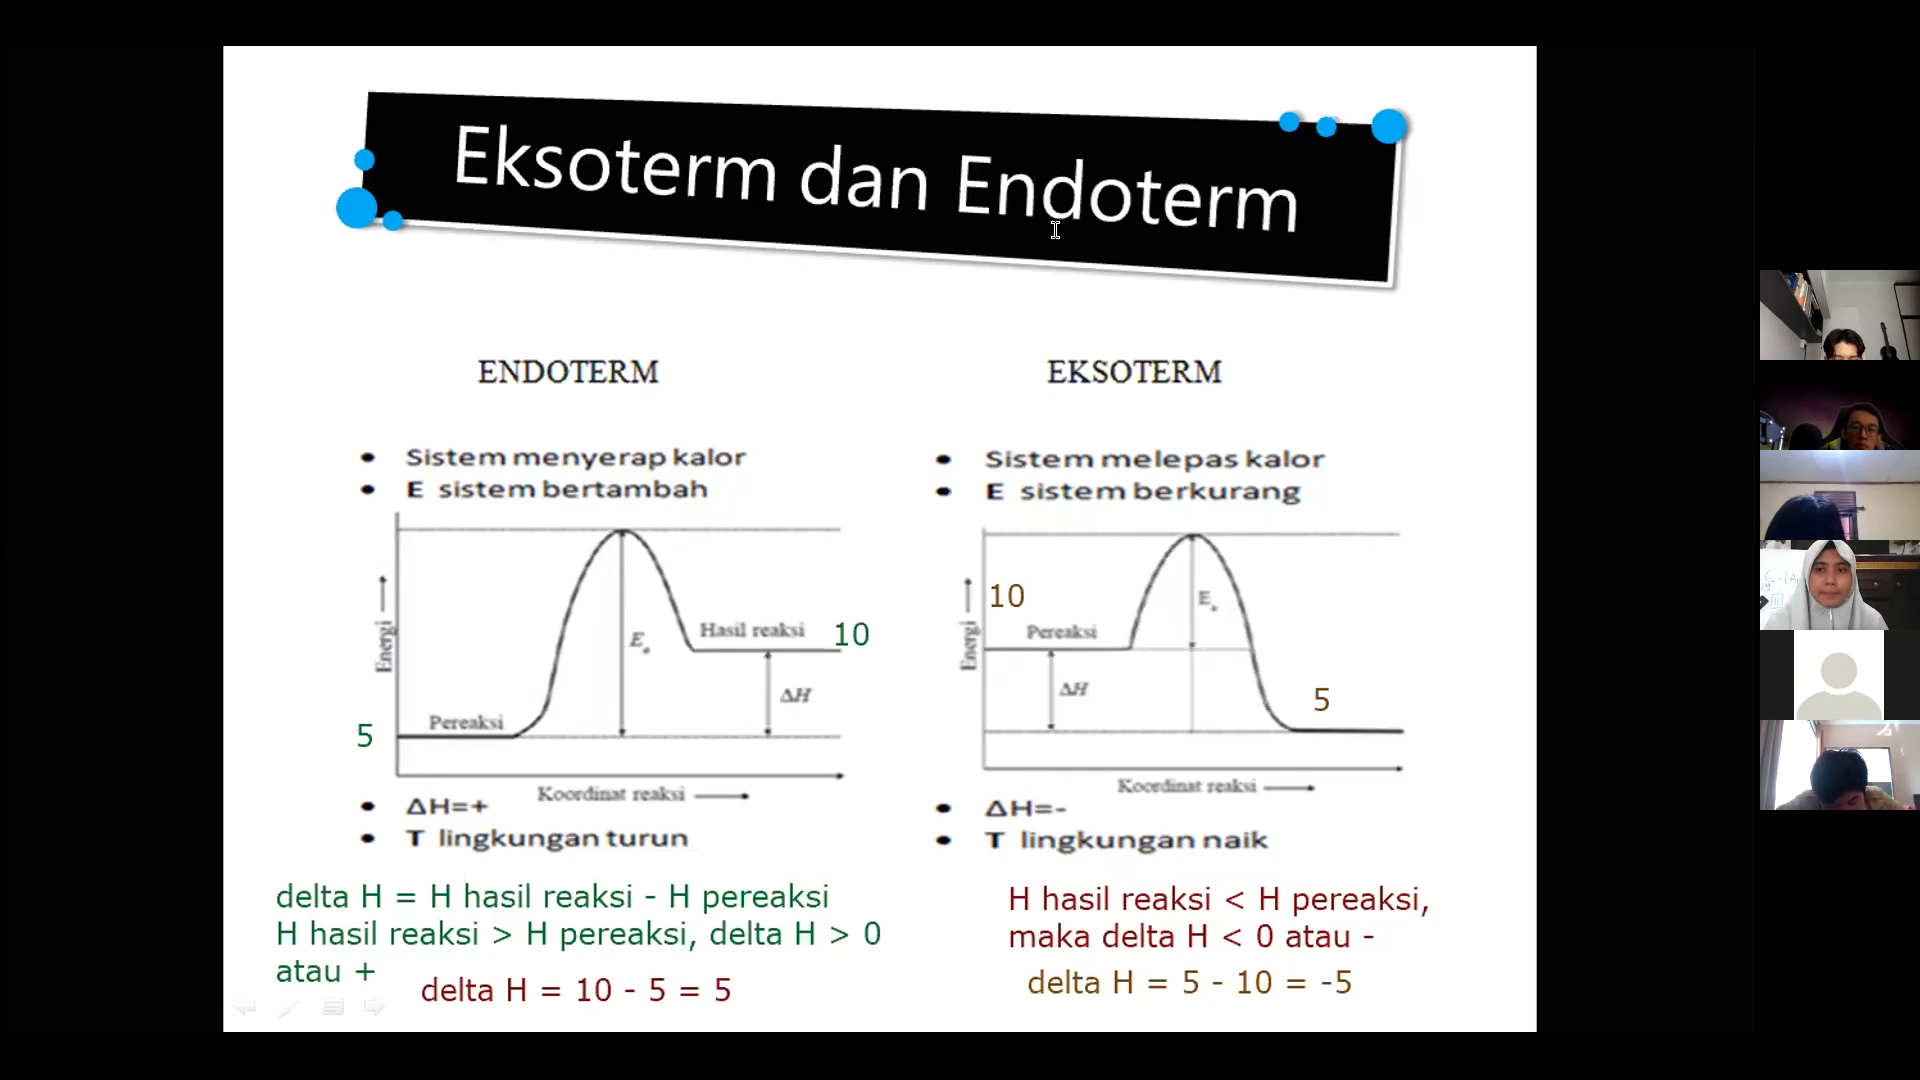 Eksoterm dan Endoterm
ENDOTERM
• Sistem menyerap kalor
• E sistem bertambah
Energi
E
a
Hasil reaksi
10
ΔH
Pereaksi
5
Koordinat reaksi
• ΔH=+
• T lingkungan turun
delta H = H hasil reaksi - H pereaksi
H hasil reaksi > H pereaksi, delta H > 0
atau +
delta H = 10 - 5 = 5
EKSOTERM
• Sistem melepas kalor
• E sistem berkurang
Energi
10
E
Pereaksi
ΔH
5
Koordinat reaksi
• ΔH=-
• T lingkungan naik
H hasil reaksi < H pereaksi,
maka delta H < 0 atau -
delta H = 5 - 10 = -5